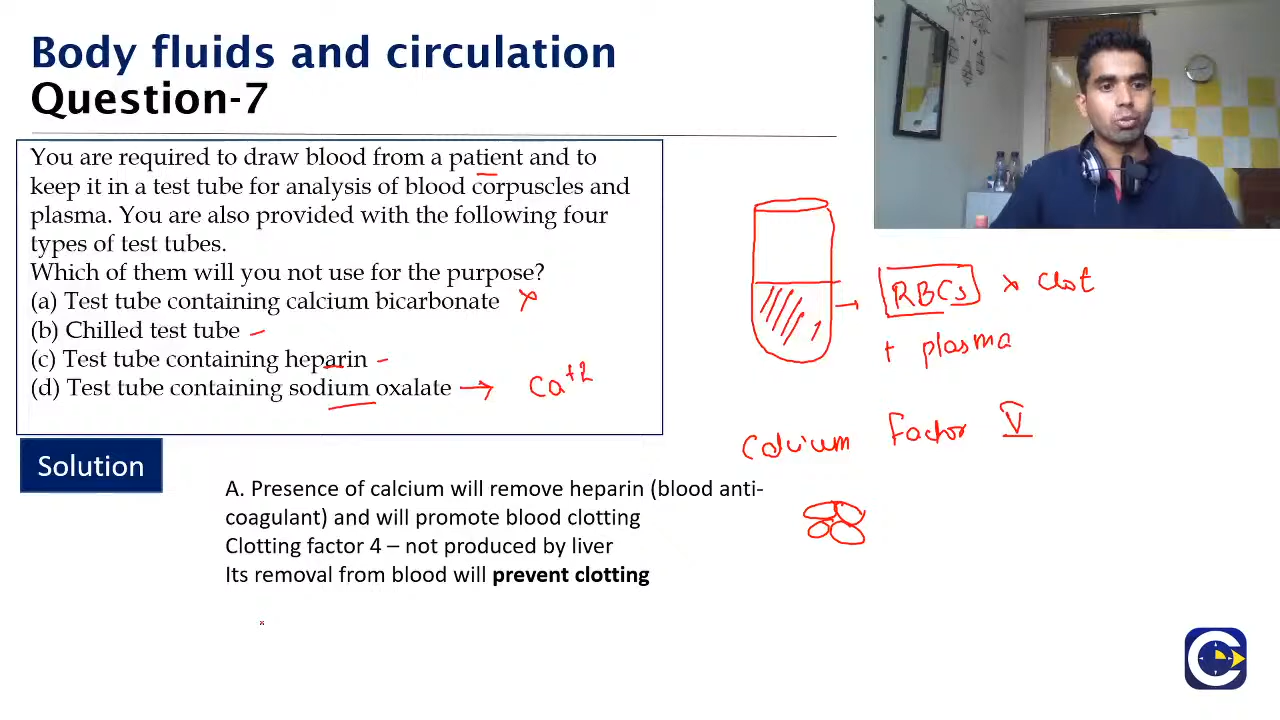 Body fluids and circulation
Question-7
You are required to draw blood from a patient and to
keep it in a test tube for analysis of blood corpuscles and
plasma. You are also provided with the following four
types of test tubes.
Which of them will you not use for the purpose?
(a) Test tube containing calcium bicarbonate ×
(b) Chilled test tube –
(c) Test tube containing heparin –
(d) Test tube containing sodium oxalate → Ca+2
→ RBCs × clot
+ plasma
Calcium Factor V
Solution
A. Presence of calcium will remove heparin (blood anti-
coagulant) and will promote blood clotting
Clotting factor 4 – not produced by liver
Its removal from blood will prevent clotting